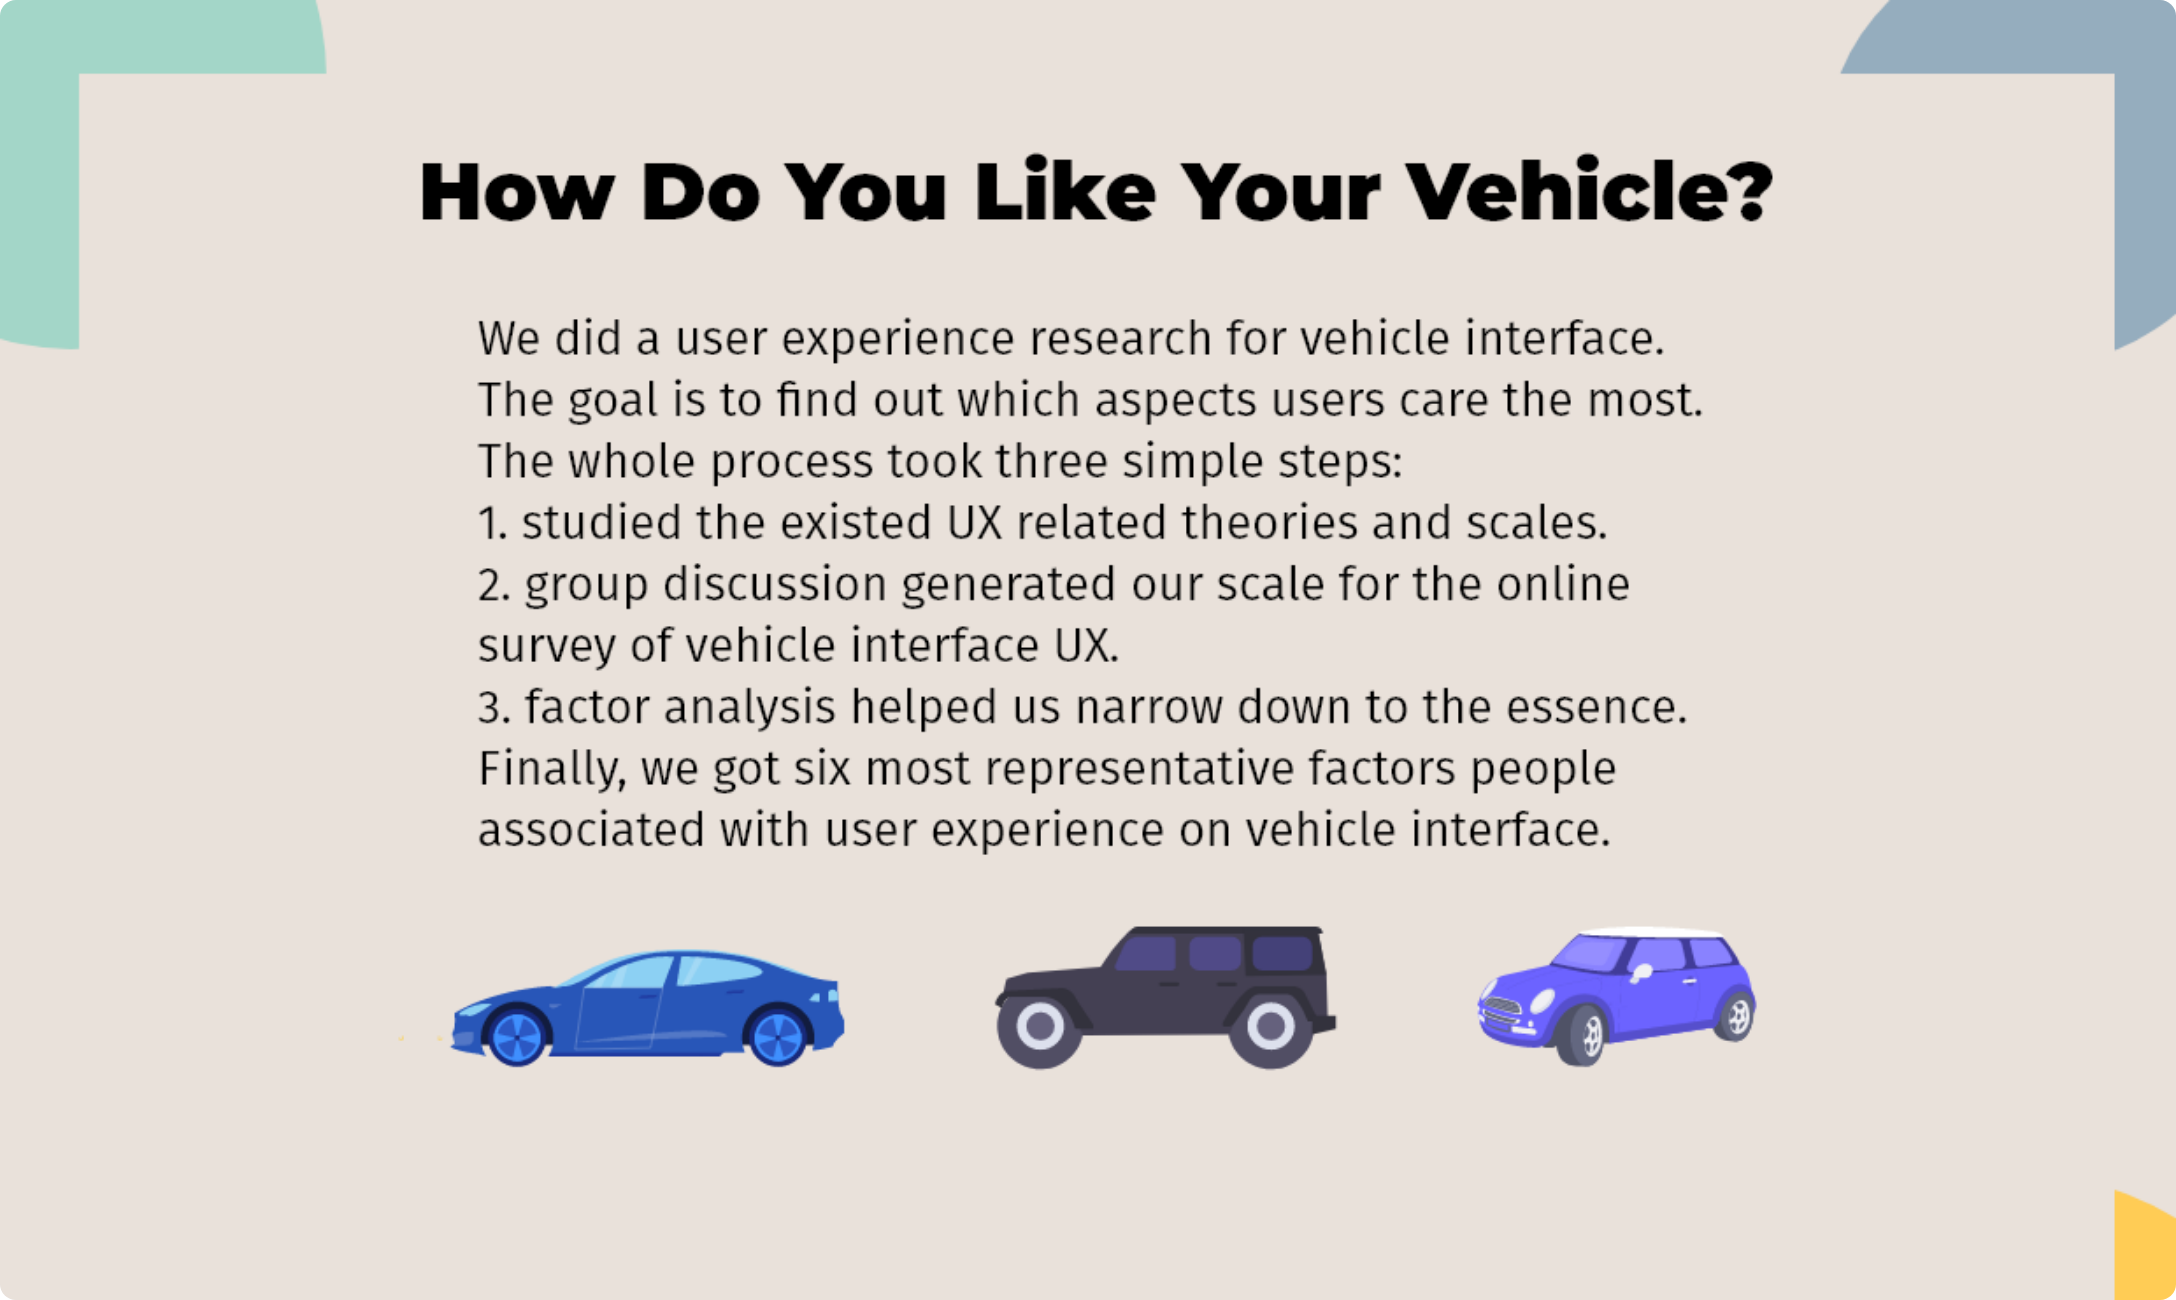 How Do You Like Your Vehicle?
We did a user experience research for vehicle interface.
The goal is to find out which aspects users care the most.
The whole process took three simple steps:
1. studied the existed UX related theories and scales.
2. group discussion generated our scale for the online
survey of vehicle interface UX.
3. factor analysis helped us narrow down to the essence.
Finally, we got six most representative factors people
associated with user experience on vehicle interface.